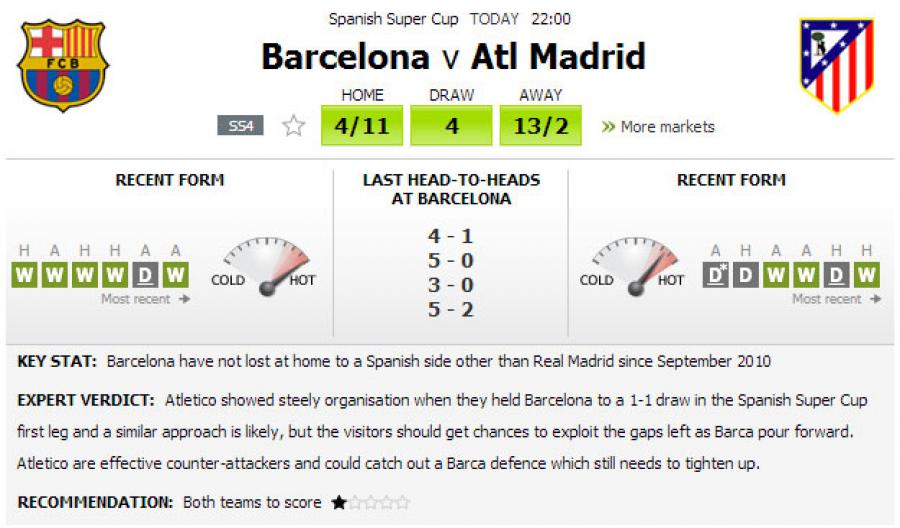 Spanish Super Cup TODAY 22:00
FCB
Barcelona v Atl Madrid
HOME DRAW AWAY
SS4 4/11 4 13/2 » More markets
RECENT FORM
LAST HEAD-TO-HEADS
AT BARCELONA
RECENT FORM
H A H H A A
W W W W D W
Most recent
COLD HOT
4 - 1
5 - 0
3 - 0
5 - 2
COLD HOT
A H A A H H
D* D W W D W
Most recent
KEY STAT: Barcelona have not lost at home to a Spanish side other than Real Madrid since September 2010
EXPERT VERDICT: Atletico showed steely organisation when they held Barcelona to a 1-1 draw in the Spanish Super Cup
first leg and a similar approach is likely, but the visitors should get chances to exploit the gaps left as Barca pour forward.
Atletico are effective counter-attackers and could catch out a Barca defence which still needs to tighten up.
RECOMMENDATION: Both teams to score